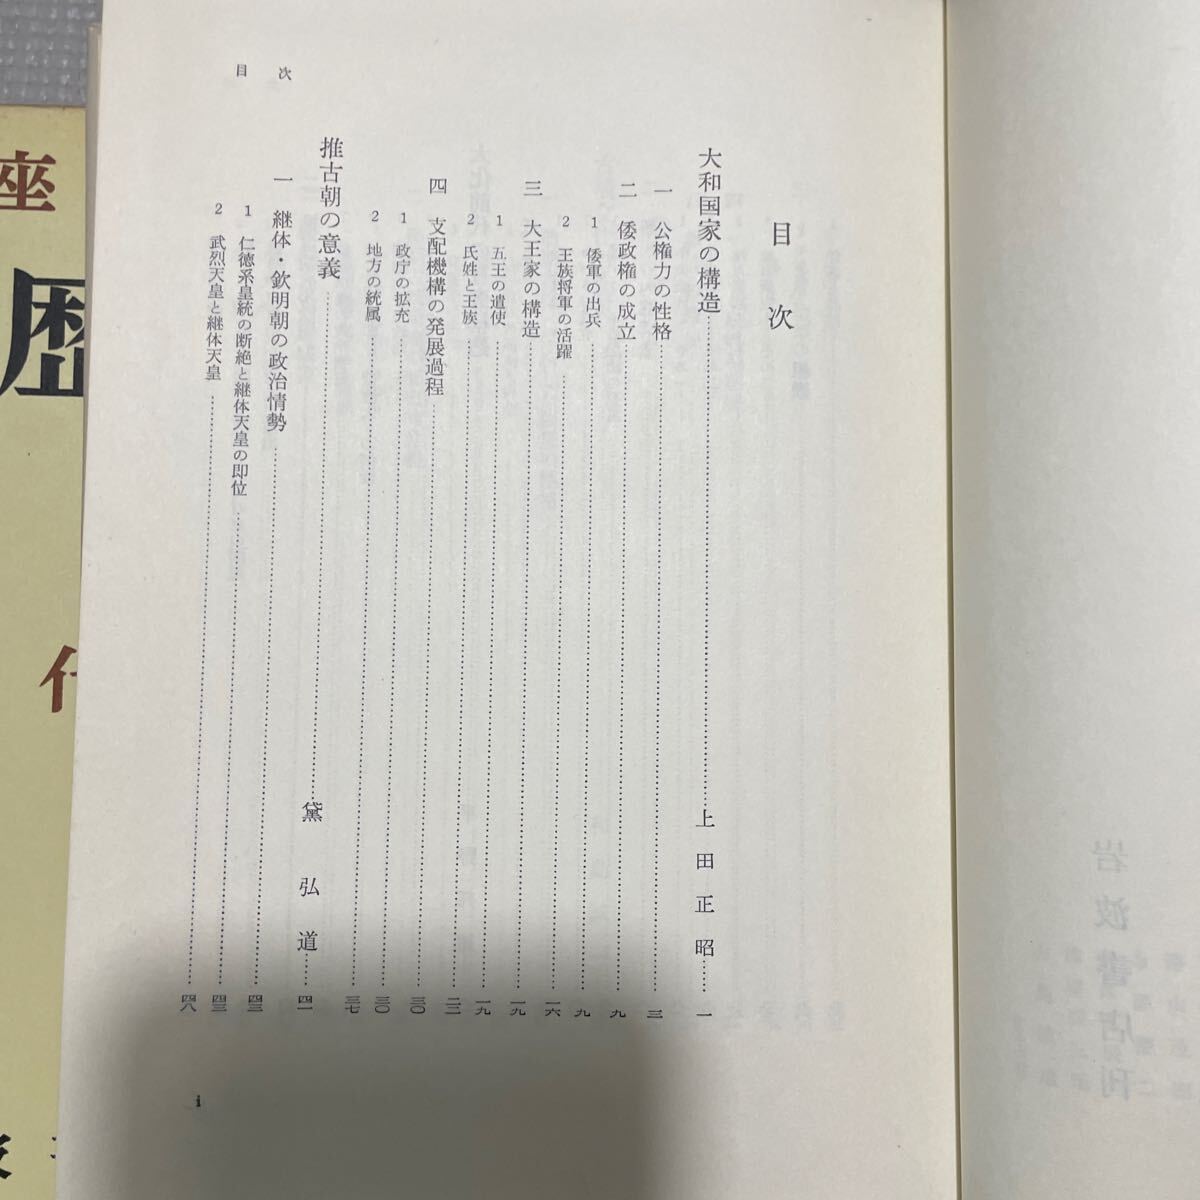 目次
目次
大和国家の構造……上田正昭……一
一 公権力の性格……三
二 倭政権の成立……九
1 倭軍の出兵……九
2 王族将軍の活躍……一六
三 大王家の構造……一九
1 五王の遣使……一九
2 氏姓と王族……二三
四 支配機構の発展過程……三〇
1 政庁の拡充……三〇
2 地方の統属……三七
推古朝の意義……黛弘道……四一
一 継体・欽明朝の政治情勢……四三
1 仁徳系皇統の断絶と継体天皇の即位……四三
2 武烈天皇と継体天皇……四八
i
座
歴
岩波書店刊